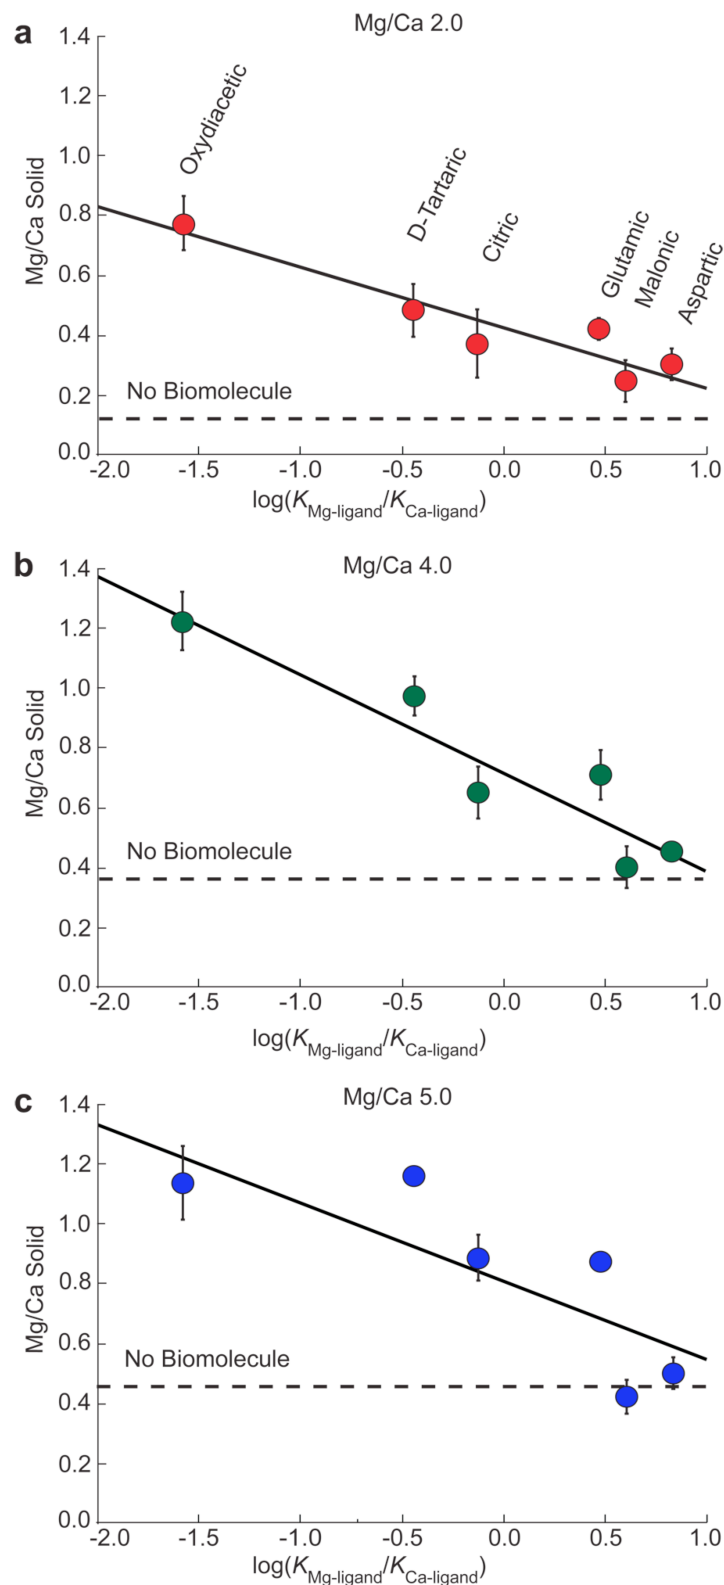 a
Mg/Ca 2.0
1.4
1.2
1.0
0.8
0.6
0.4
0.2
0.0
Mg/Ca Solid
Oxydiacetic
D-Tartaric
Citric
Glutamic
Malonic
Aspartic
No Biomolecule
-2.0 -1.5 -1.0 -0.5 0.0 0.5 1.0
log(KMg-ligand/KCa-ligand)
b
Mg/Ca 4.0
1.4
1.2
1.0
0.8
0.6
0.4
0.2
0.0
Mg/Ca Solid
No Biomolecule
-2.0 -1.5 -1.0 -0.5 0.0 0.5 1.0
log(KMg-ligand/KCa-ligand)
c
Mg/Ca 5.0
1.4
1.2
1.0
0.8
0.6
0.4
0.2
0.0
Mg/Ca Solid
No Biomolecule
-2.0 -1.5 -1.0 -0.5 0.0 0.5 1.0
log(KMg-ligand/KCa-ligand)